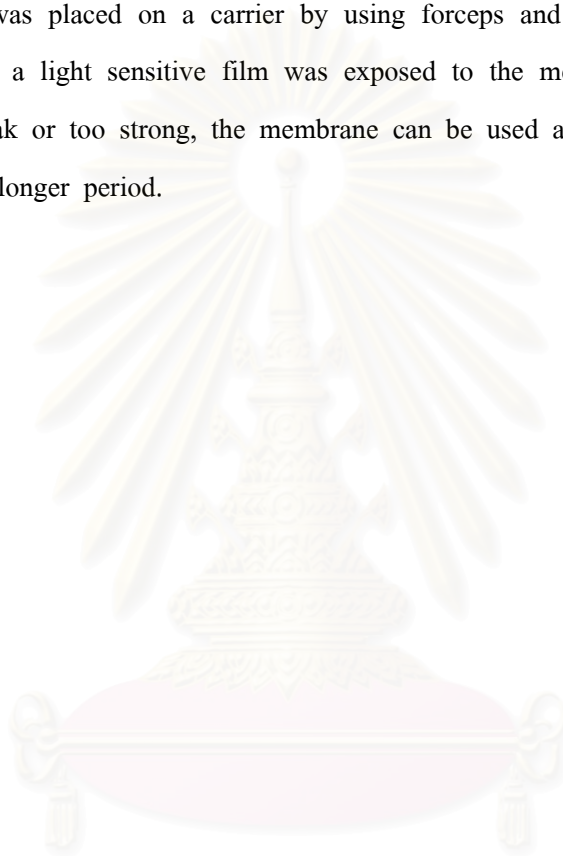 was placed on a carrier by using forceps and
a light sensitive film was exposed to the
or too strong, the membrane can be used
longer period.